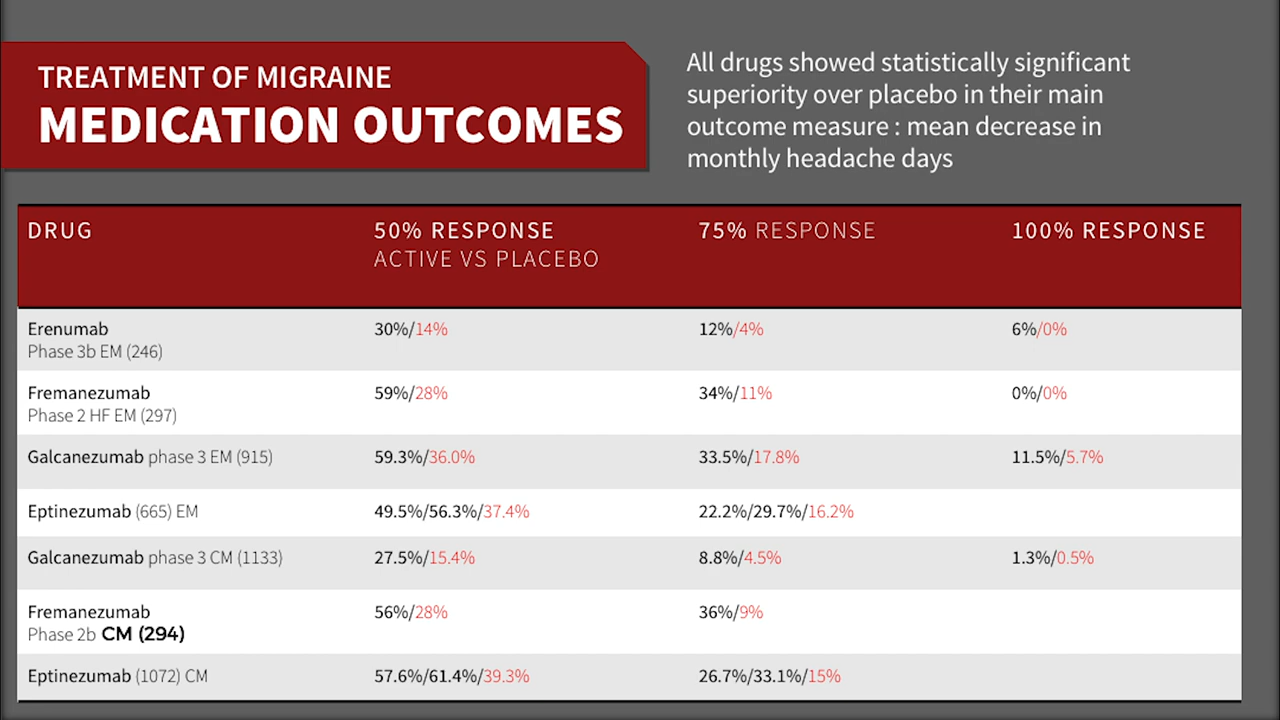 TREATMENT OF MIGRAINE
MEDICATION OUTCOMES
All drugs showed statistically significant
superiority over placebo in their main
outcome measure : mean decrease in
monthly headache days
DRUG
50% RESPONSE
ACTIVE VS PLACEBO
75% RESPONSE
100% RESPONSE
Erenumab
Phase 3b EM (246)
30%/14%
12%/4%
6%/0%
Fremanezumab
Phase 2 HF EM (297)
59%/28%
34%/11%
0%/0%
Galcanezumab phase 3 EM (915)
59.3%/36.0%
33.5%/17.8%
11.5%/5.7%
Eptinezumab (665) EM
49.5%/56.3%/37.4%
22.2%/29.7%/16.2%
Galcanezumab phase 3 CM (1133)
27.5%/15.4%
8.8%/4.5%
1.3%/0.5%
Fremanezumab
Phase 2b CM (294)
56%/28%
36%/9%
Eptinezumab (1072) CM
57.6%/61.4%/39.3%
26.7%/33.1%/15%